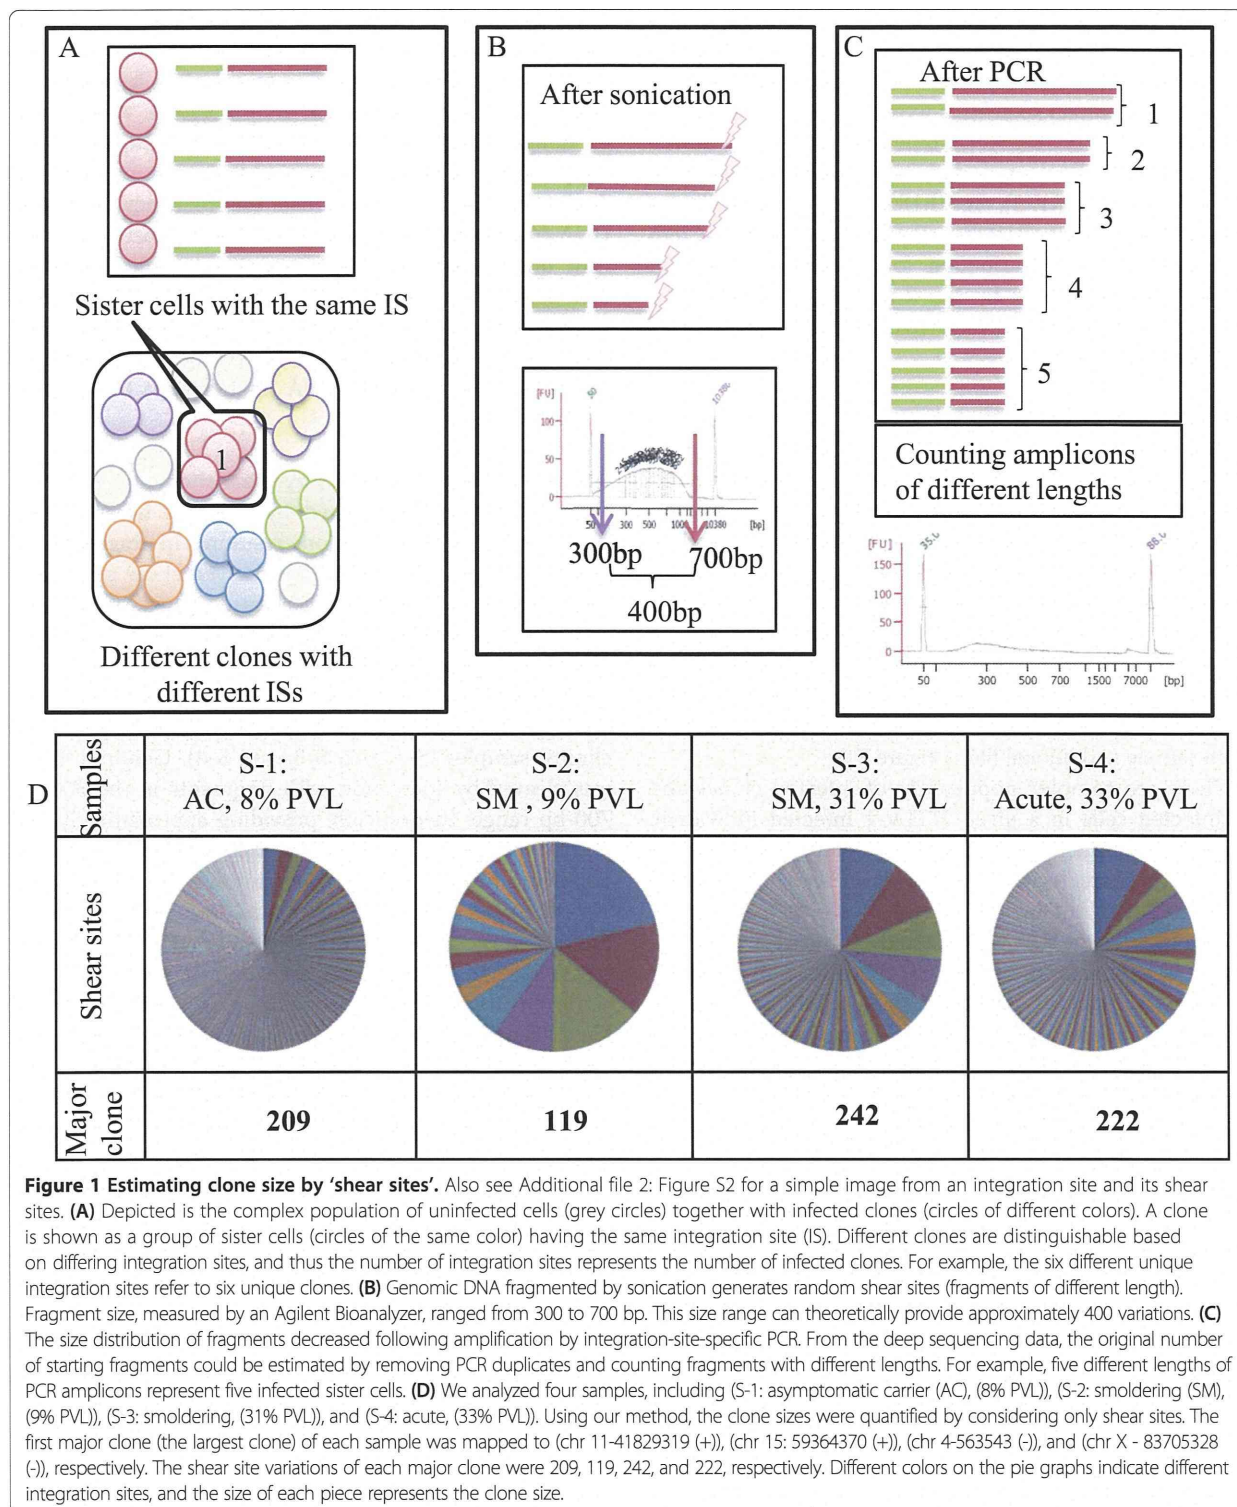 A
Sister cells with the same IS
1
Different clones with
different ISs
B
After sonication
[FU]
100
50
0
50
10380
50
300
500
1000
10380
[bp]
300bp
700bp
400bp
C
After PCR
1
2
3
4
5
Counting amplicons
of different lengths
[FU]
150
100
50
0
50
300
500
700
1500
7000
[bp]
D
Samples
S-1:
AC, 8% PVL
S-2:
SM , 9% PVL
S-3:
SM, 31% PVL
S-4:
Acute, 33% PVL
Shear sites
Major
clone
209
119
242
222
Figure 1 Estimating clone size by ‘shear sites’. Also see Additional file 2: Figure S2 for a simple image from an integration site and its shear
sites. (A) Depicted is the complex population of uninfected cells (grey circles) together with infected clones (circles of different colors). A clone
is shown as a group of sister cells (circles of the same color) having the same integration site (IS). Different clones are distinguishable based
on differing integration sites, and thus the number of integration sites represents the number of infected clones. For example, the six different unique
integration sites refer to six unique clones. (B) Genomic DNA fragmented by sonication generates random shear sites (fragments of different length).
Fragment size, measured by an Agilent Bioanalyzer, ranged from 300 to 700 bp. This size range can theoretically provide approximately 400 variations. (C)
The size distribution of fragments decreased following amplification by integration-site-specific PCR. From the deep sequencing data, the original number
of starting fragments could be estimated by removing PCR duplicates and counting fragments with different lengths. For example, five different lengths of
PCR amplicons represent five infected sister cells. (D) We analyzed four samples, including (S-1: asymptomatic carrier (AC), (8% PVL)), (S-2: smoldering (SM),
(9% PVL)), (S-3: smoldering, (31% PVL)), and (S-4: acute, (33% PVL)). Using our method, the clone sizes were quantified by considering only shear sites. The
first major clone (the largest clone) of each sample was mapped to (chr 11-41829319 (+)), (chr 15: 59364370 (+)), (chr 4-563543 (-)), and (chr X - 83705328
(-)), respectively. The shear site variations of each major clone were 209, 119, 242, and 222, respectively. Different colors on the pie graphs indicate different
integration sites, and the size of each piece represents the clone size.